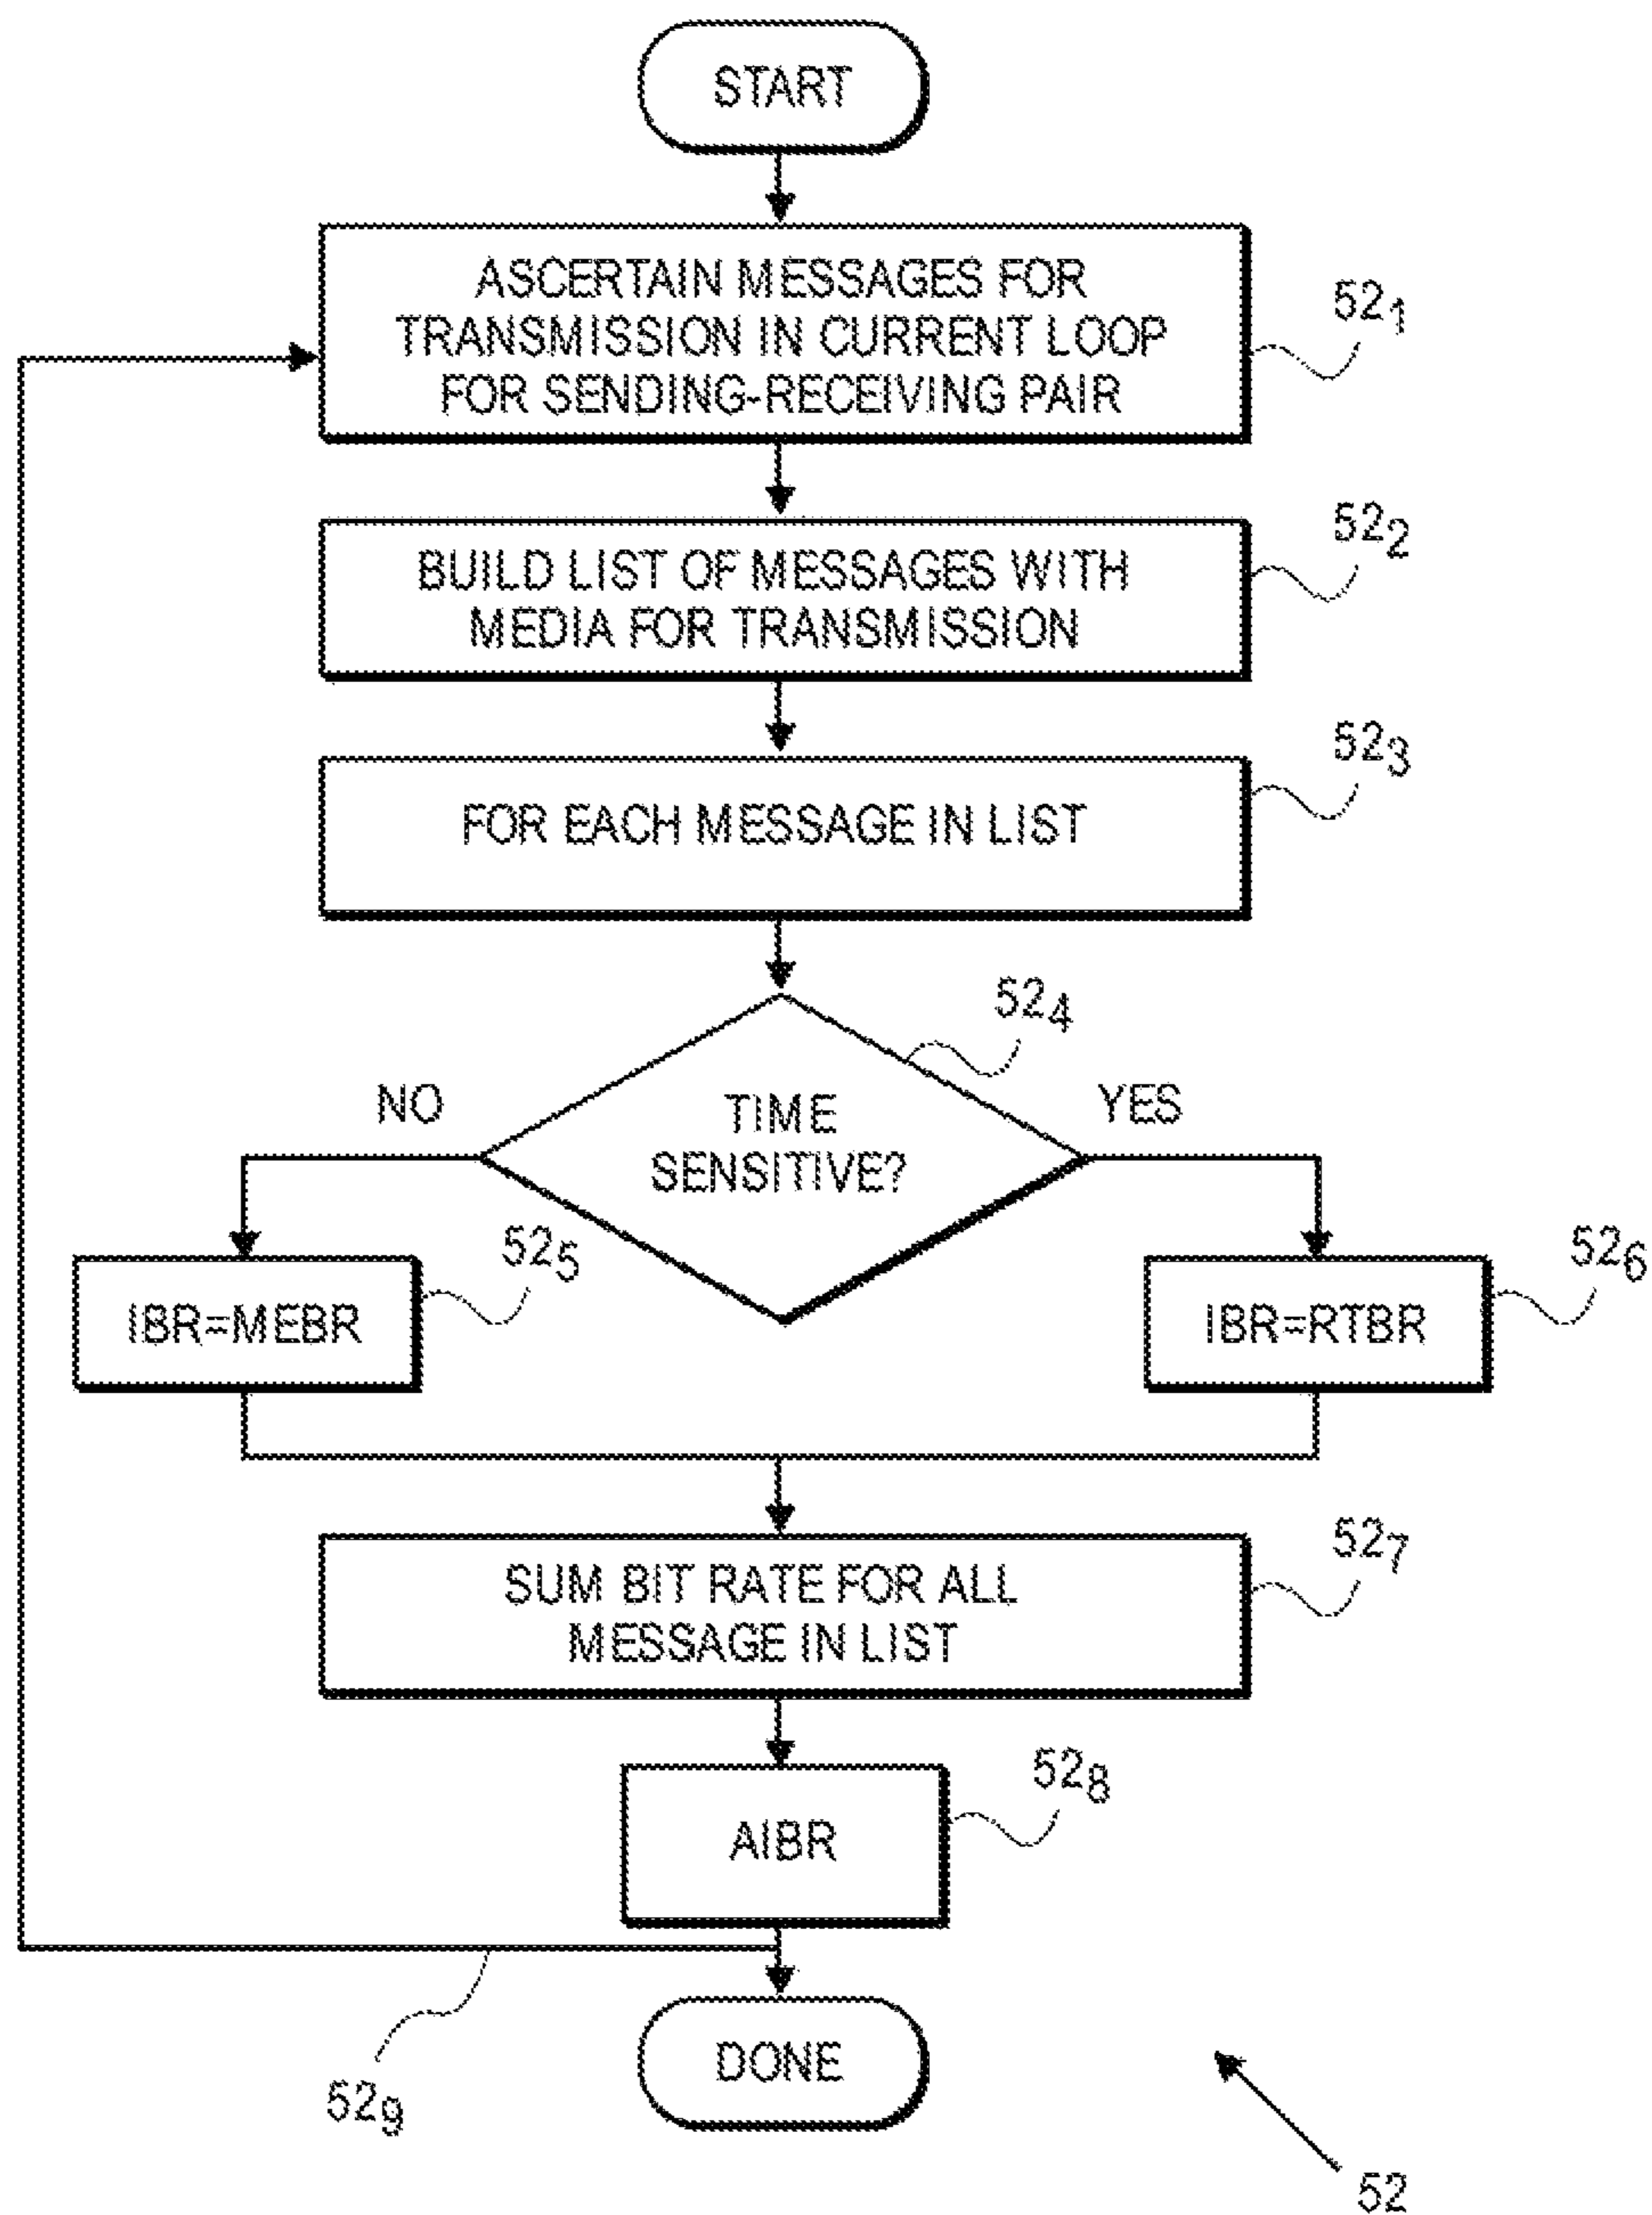 START
ASCERTAIN MESSAGES FOR
TRANSMISSION IN CURRENT LOOP
FOR SENDING-RECEIVING PAIR
52₁
BUILD LIST OF MESSAGES WITH
MEDIA FOR TRANSMISSION
52₂
FOR EACH MESSAGE IN LIST
52₃
TIME
SENSITIVE?
52₄
NO
YES
IBR=MEBR
52₅
IBR=RTBR
52₆
SUM BIT RATE FOR ALL
MESSAGE IN LIST
52₇
AIBR
52₈
52₉
DONE
52